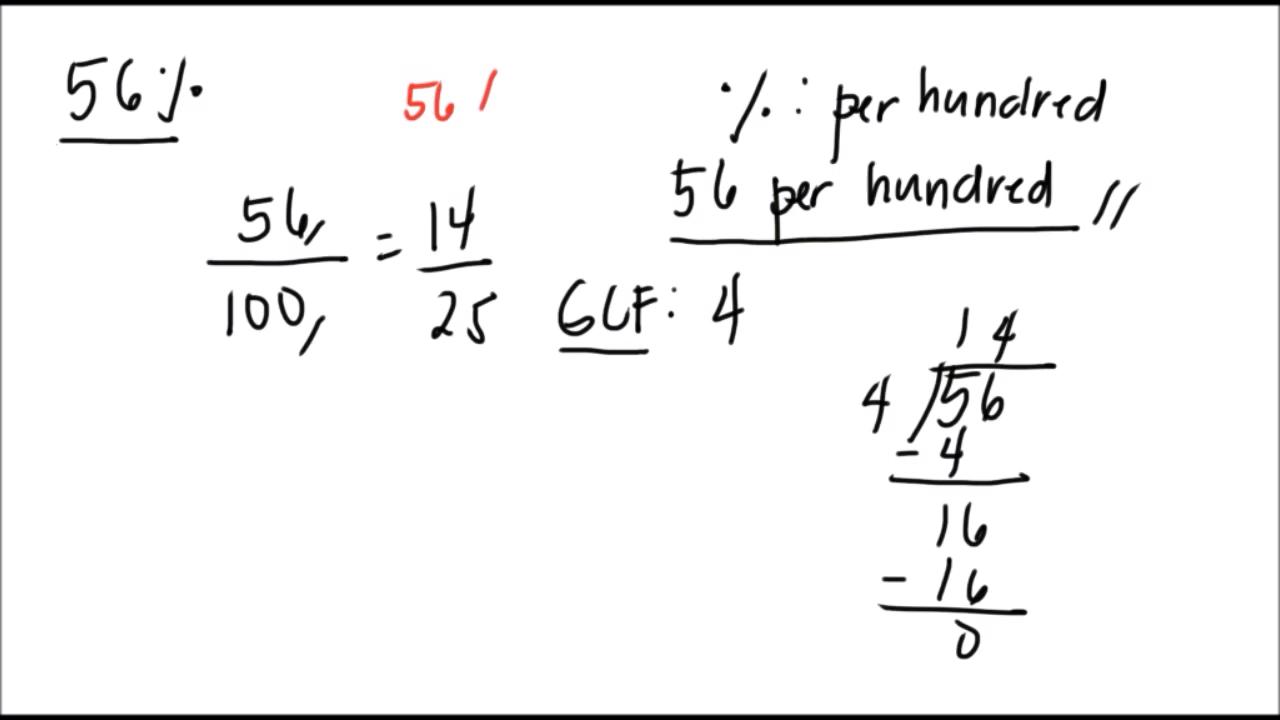 56%
56 /
%: per hundred
56 per hundred //
56, / 100, = 14 / 25
GCF: 4
14
4 56
- 4
16
- 16
0